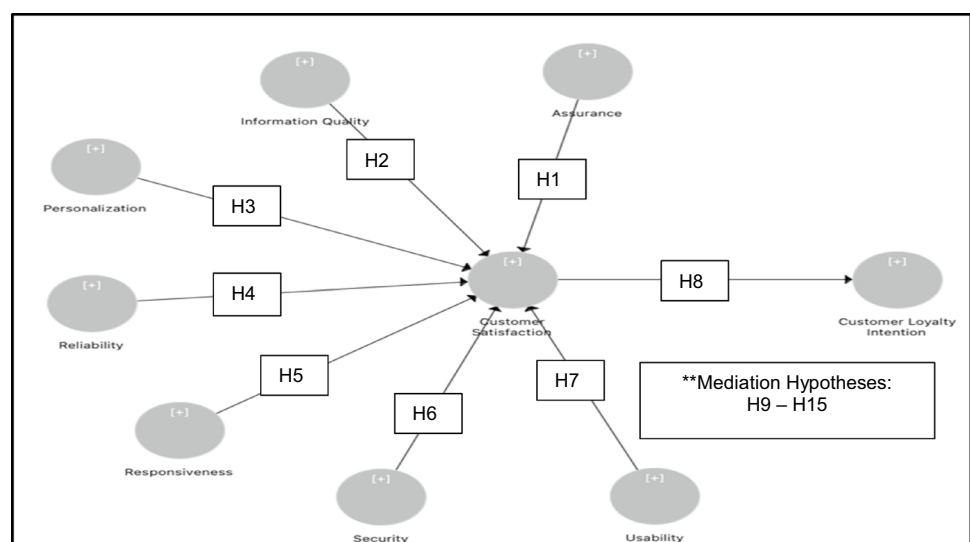 [+]
Information Quality
[+]
Assurance
[+]
Personalization
H2
H1
H3
[+]
Reliability
H4
[+]
Customer
Satisfaction
H8
[+]
Customer Loyalty
Intention
H5
[+]
Responsiveness
H6
H7
**Mediation Hypotheses:
H9 – H15
[+]
Security
[+]
Usability